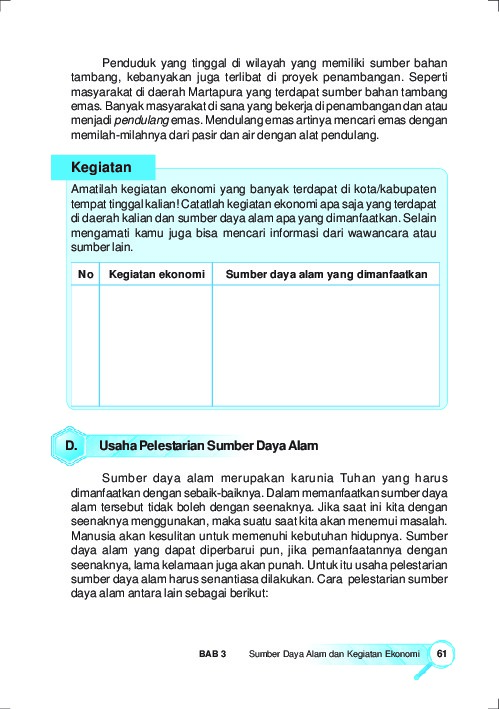 Penduduk yang tinggal di wilayah yang memiliki sumber bahan
tambang, kebanyakan juga terlibat di proyek penambangan. Seperti
masyarakat di daerah Martapura yang terdapat sumber bahan tambang
emas. Banyak masyarakat di sana yang bekerja di penambangan dan atau
menjadi pendulang emas. Mendulang emas artinya mencari emas dengan
memilah-milahnya dari pasir dan air dengan alat pendulang.
Kegiatan
Amatilah kegiatan ekonomi yang banyak terdapat di kota/kabupaten
tempat tinggal kalian! Catatlah kegiatan ekonomi apa saja yang terdapat
di daerah kalian dan sumber daya alam apa yang dimanfaatkan. Selain
mengamati kamu juga bisa mencari informasi dari wawancara atau
sumber lain.
No Kegiatan ekonomi Sumber daya alam yang dimanfaatkan
D. Usaha Pelestarian Sumber Daya Alam
Sumber daya alam merupakan karunia Tuhan yang harus
dimanfaatkan dengan sebaik-baiknya. Dalam memanfaatkan sumber daya
alam tersebut tidak boleh dengan seenaknya. Jika saat ini kita dengan
seenaknya menggunakan, maka suatu saat kita akan menemui masalah.
Manusia akan kesulitan untuk memenuhi kebutuhan hidupnya. Sumber
daya alam yang dapat diperbarui pun, jika pemanfaatannya dengan
seenaknya, lama kelamaan juga akan punah. Untuk itu usaha pelestarian
sumber daya alam harus senantiasa dilakukan. Cara pelestarian sumber
daya alam antara lain sebagai berikut:
BAB 3 Sumber Daya Alam dan Kegiatan Ekonomi 61